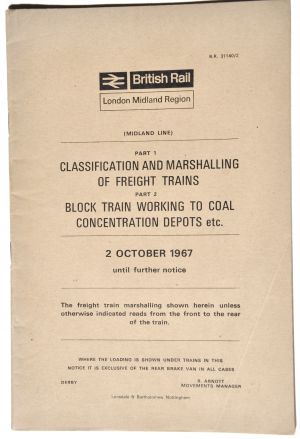 B.R. 31140/2
British Rail
London Midland Region
(MIDLAND LINE)
PART 1
CLASSIFICATION AND MARSHALLING
OF FREIGHT TRAINS
PART 2
BLOCK TRAIN WORKING TO COAL
CONCENTRATION DEPOTS etc.
2 OCTOBER 1967
until further notice
The freight train marshalling shown herein unless
otherwise indicated reads from the front to the rear
of the train.
WHERE THE LOADING IS SHOWN UNDER TRAINS IN THIS
NOTICE IT IS EXCLUSIVE OF THE REAR BRAKE VAN IN ALL CASES
DERBY
R. ARNOTT
MOVEMENTS MANAGER
Lonsdale & Bartholomew, Nottingham